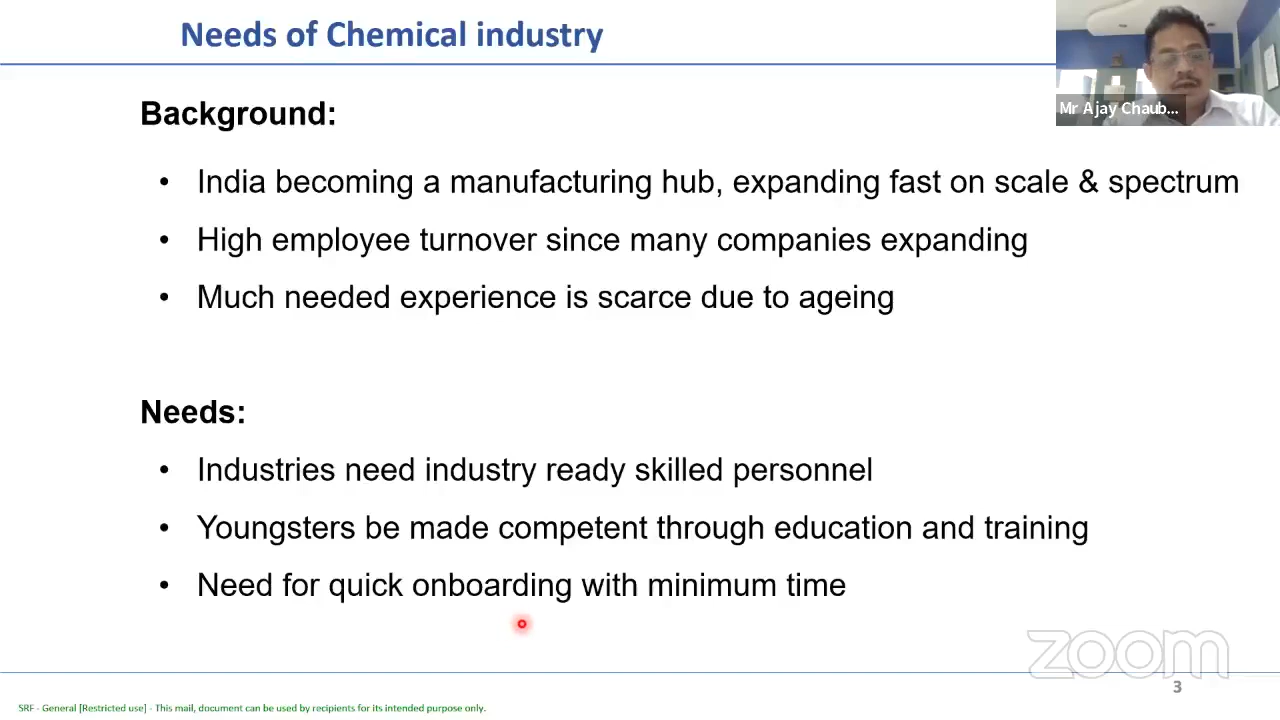 Needs of Chemical industry
Mr Ajay Chaub...
Background:
• India becoming a manufacturing hub, expanding fast on scale & spectrum
• High employee turnover since many companies expanding
• Much needed experience is scarce due to ageing
Needs:
• Industries need industry ready skilled personnel
• Youngsters be made competent through education and training
• Need for quick onboarding with minimum time
zoom
3
SRF - General [Restricted use] - This mail, document can be used by recipients for its intended purpose only.